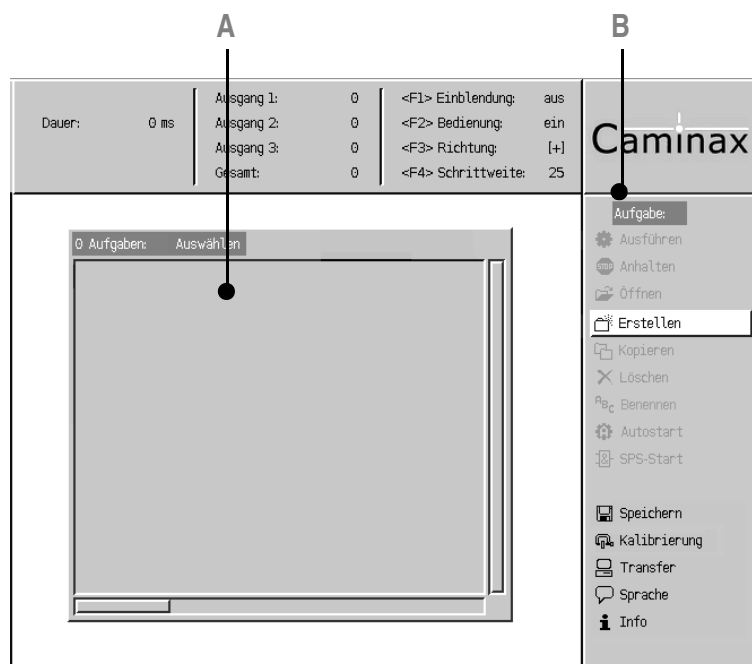 A
B
Dauer: 0 ms
Ausgang 1: 0
Ausgang 2: 0
Ausgang 3: 0
Gesamt: 0
<F1> Einblendung: aus
<F2> Bedienung: ein
<F3> Richtung: [+]
<F4> Schrittweite: 25
Caminax
0 Aufgaben: Auswählen
Aufgabe:
Ausführen
STOP Anhalten
Öffnen
Erstellen
Kopieren
Löschen
ABC Benennen
Autostart
SPS-Start
Speichern
Kalibrierung
Transfer
Sprache
Info